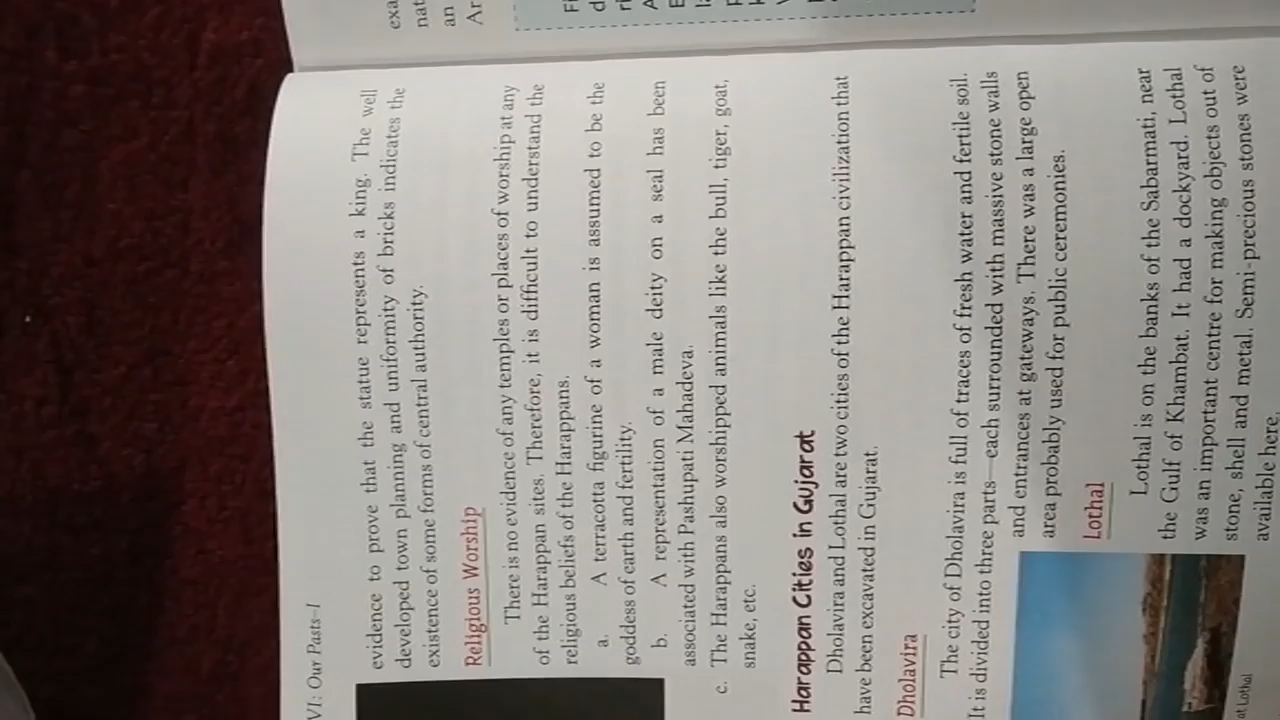 VI: Our Pasts-I
evidence to prove that the statue represents a king. The well
developed town planning and uniformity of bricks indicates the
existence of some forms of central authority.
Religious Worship
There is no evidence of any temples or places of worship at any
of the Harappan sites. Therefore, it is difficult to understand the
religious beliefs of the Harappans.
a. A terracotta figurine of a woman is assumed to be the
goddess of earth and fertility.
b. A representation of a male deity on a seal has been
associated with Pashupati Mahadeva.
c. The Harappans also worshipped animals like the bull, tiger, goat,
snake, etc.
Harappan Cities in Gujarat
Dholavira and Lothal are two cities of the Harappan civilization that
have been excavated in Gujarat.
Dholavira
The city of Dholavira is full of traces of fresh water and fertile soil.
It is divided into three parts—each surrounded with massive stone walls
and entrances at gateways. There was a large open
area probably used for public ceremonies.
Lothal
Lothal is on the banks of the Sabarmati, near
the Gulf of Khambat. It had a dockyard. Lothal
was an important centre for making objects out of
stone, shell and metal. Semi-precious stones were
available here.
at Lothal
exa
nat
an
Ar